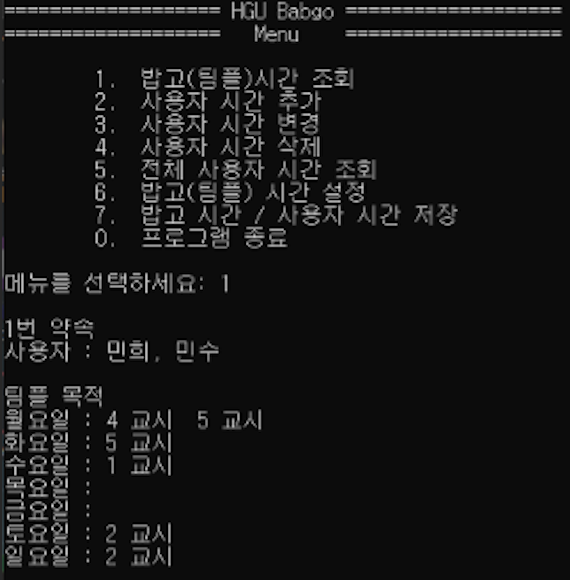 =================== HGU Babgo ===================
===================   Menu    ===================
1. 밥고(팀플)시간 조회
2. 사용자 시간 추가
3. 사용자 시간 변경
4. 사용자 시간 삭제
5. 전체 사용자 시간 조회
6. 밥고(팀플) 시간 설정
7. 밥고 시간 / 사용자 시간 저장
0. 프로그램 종료
메뉴를 선택하세요: 1
1번 약속
사용자 : 민희, 민수
팀플 목적
월요일 : 4 교시  5 교시
화요일 : 5 교시
수요일 : 1 교시
목요일 :
금요일 :
토요일 : 2 교시
일요일 : 2 교시